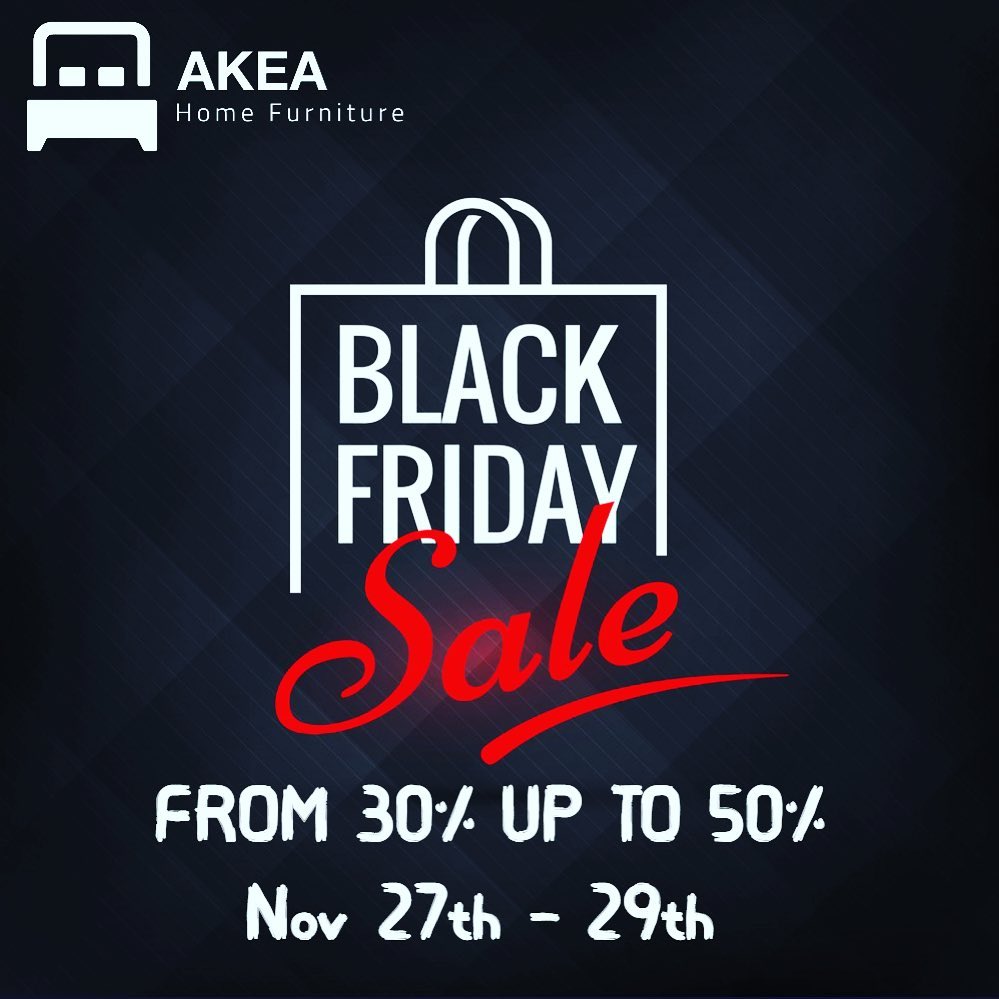 AKEA
Home Furniture
BLACK
FRIDAY
Sale
FROM 30% UP TO 50%
Nov 27th - 29th